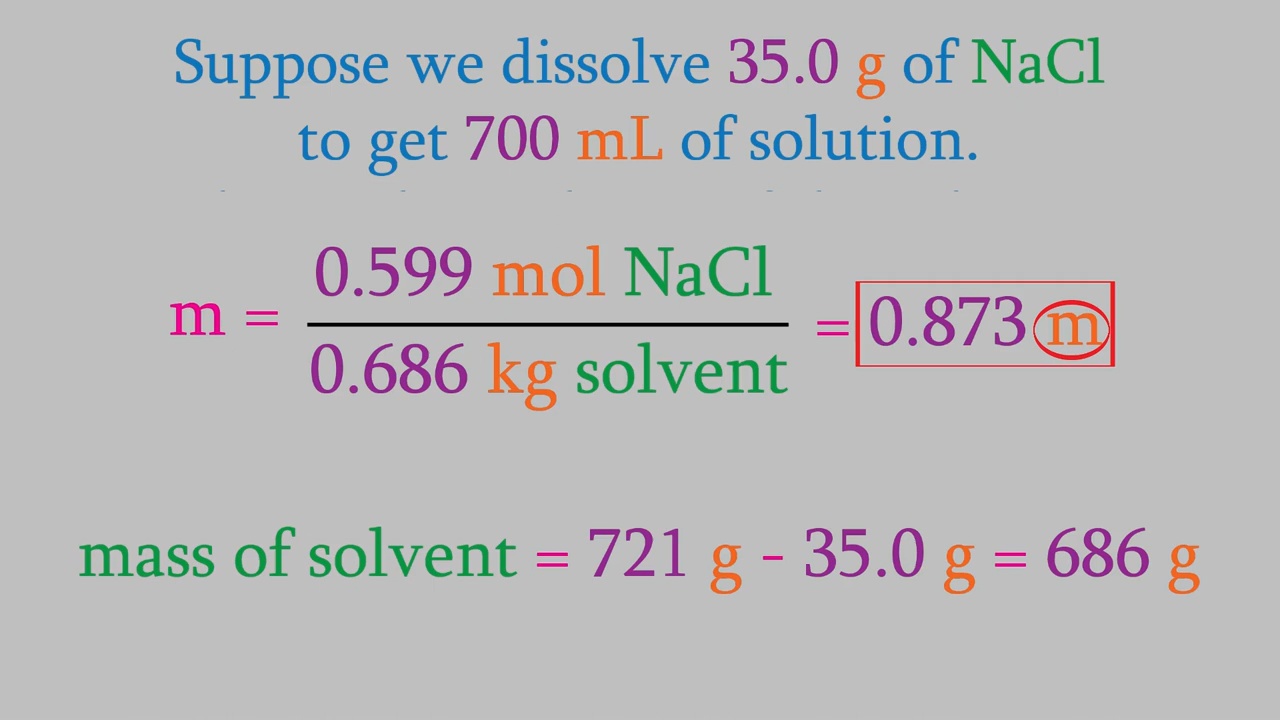 Suppose we dissolve 35.0 g of NaCl
to get 700 mL of solution.
m = 0.599 mol NaCl / 0.686 kg solvent = 0.873 m
mass of solvent = 721 g - 35.0 g = 686 g